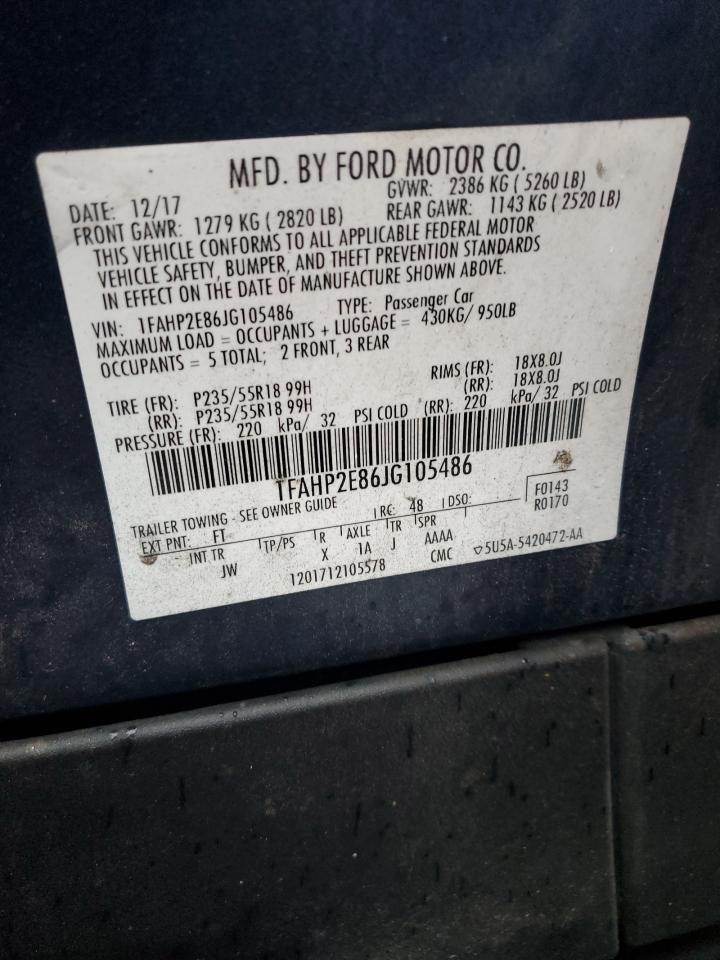 MFD. BY FORD MOTOR CO.
DATE: 12/17 GVWR: 2386 KG ( 5260 LB)
FRONT GAWR: 1279 KG ( 2820 LB) REAR GAWR: 1143 KG ( 2520 LB)
THIS VEHICLE CONFORMS TO ALL APPLICABLE FEDERAL MOTOR
VEHICLE SAFETY, BUMPER, AND THEFT PREVENTION STANDARDS
IN EFFECT ON THE DATE OF MANUFACTURE SHOWN ABOVE.
VIN: 1FAHP2E86JG105486 TYPE: Passenger Car
MAXIMUM LOAD = OCCUPANTS + LUGGAGE = 430KG/ 950LB
OCCUPANTS = 5 TOTAL; 2 FRONT, 3 REAR
TIRE (FR): P235/55R18 99H RIMS (FR): 18X8.0J
(RR): P235/55R18 99H (RR): 18X8.0J
PRESSURE (FR): 220 kPa/ 32 PSI COLD (RR): 220 kPa/ 32 PSI COLD
1FAHP2E86JG105486
TRAILER TOWING - SEE OWNER GUIDE F0143
EXT PNT: FT RC: 48 DSO: R0170
INT TR TP/PS R AXLE TR SPR
JW X 1A J AAAA
1201712105578 CMC ▽5U5A-5420472-AA